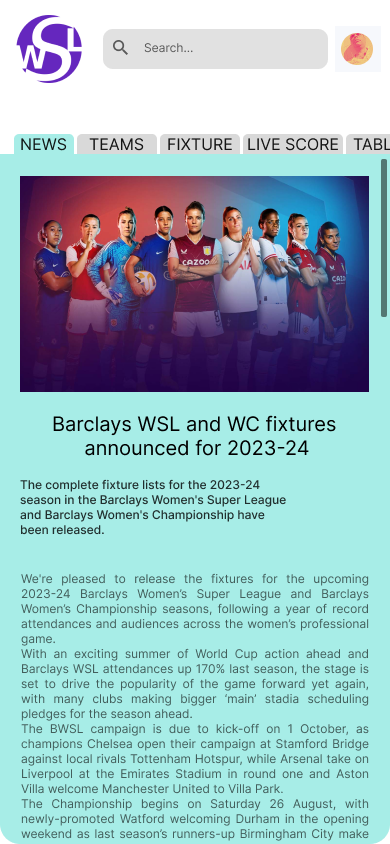 WSL
Search...
NEWS
TEAMS
FIXTURE
LIVE SCORE
TABL
CAZOO
CAZOO
Barclays WSL and WC fixtures
announced for 2023-24
The complete fixture lists for the 2023-24
season in the Barclays Women's Super League
and Barclays Women's Championship have
been released.
We're pleased to release the fixtures for the upcoming
2023-24 Barclays Women’s Super League and Barclays
Women’s Championship seasons, following a year of record
attendances and audiences across the women’s professional
game.
With an exciting summer of World Cup action ahead and
Barclays WSL attendances up 170% last season, the stage is
set to drive the popularity of the game forward yet again,
with many clubs making bigger ‘main’ stadia scheduling
pledges for the season ahead.
The BWSL campaign is due to kick-off on 1 October, as
champions Chelsea open their campaign at Stamford Bridge
against local rivals Tottenham Hotspur, while Arsenal take on
Liverpool at the Emirates Stadium in round one and Aston
Villa welcome Manchester United to Villa Park.
The Championship begins on Saturday 26 August, with
newly-promoted Watford welcoming Durham in the opening
weekend as last season’s runners-up Birmingham City make